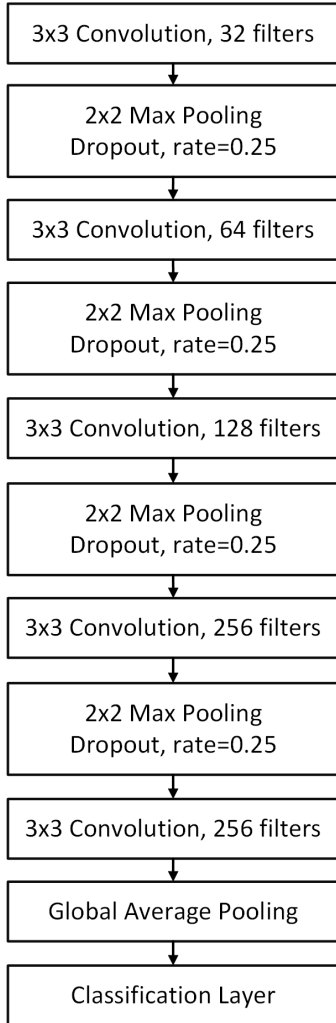 3x3 Convolution, 32 filters
2x2 Max Pooling
Dropout, rate=0.25
3x3 Convolution, 64 filters
2x2 Max Pooling
Dropout, rate=0.25
3x3 Convolution, 128 filters
2x2 Max Pooling
Dropout, rate=0.25
3x3 Convolution, 256 filters
2x2 Max Pooling
Dropout, rate=0.25
3x3 Convolution, 256 filters
Global Average Pooling
Classification Layer